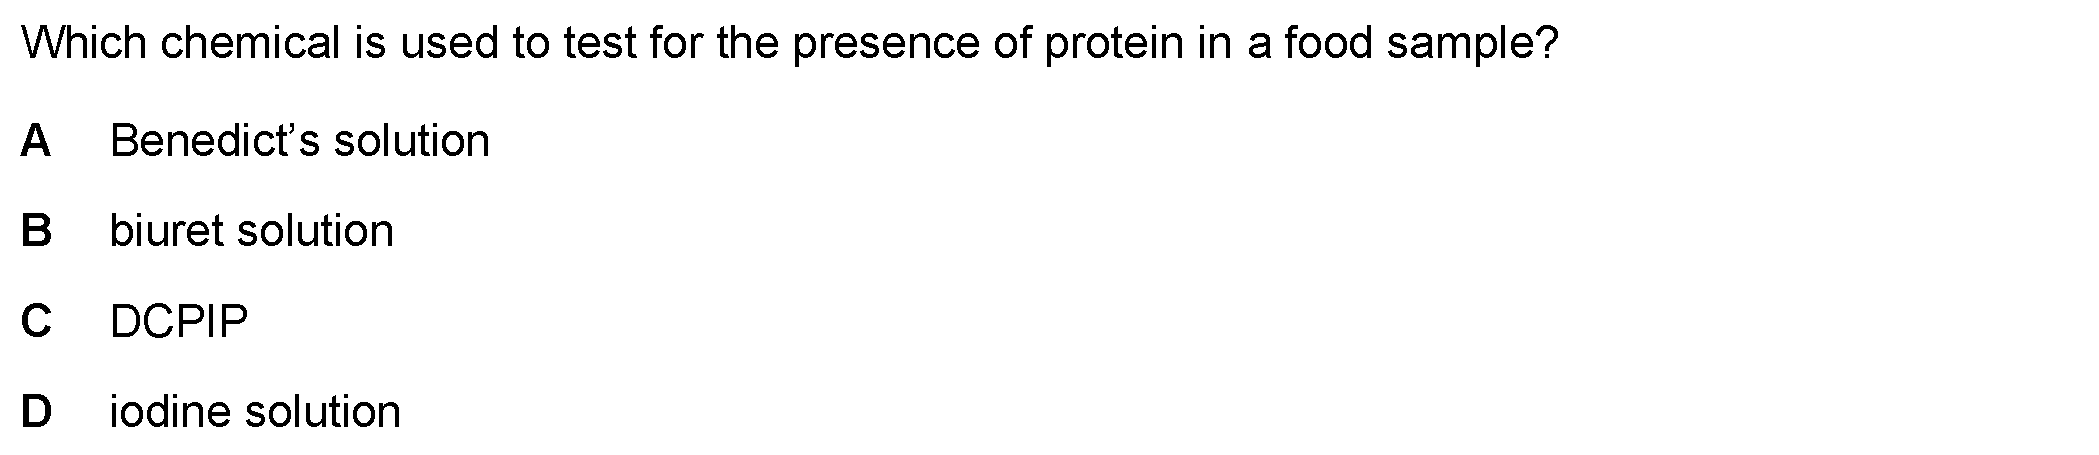 Which chemical is used to test for the presence of protein in a food sample?
A Benedict’s solution
B biuret solution
C DCPIP
D iodine solution